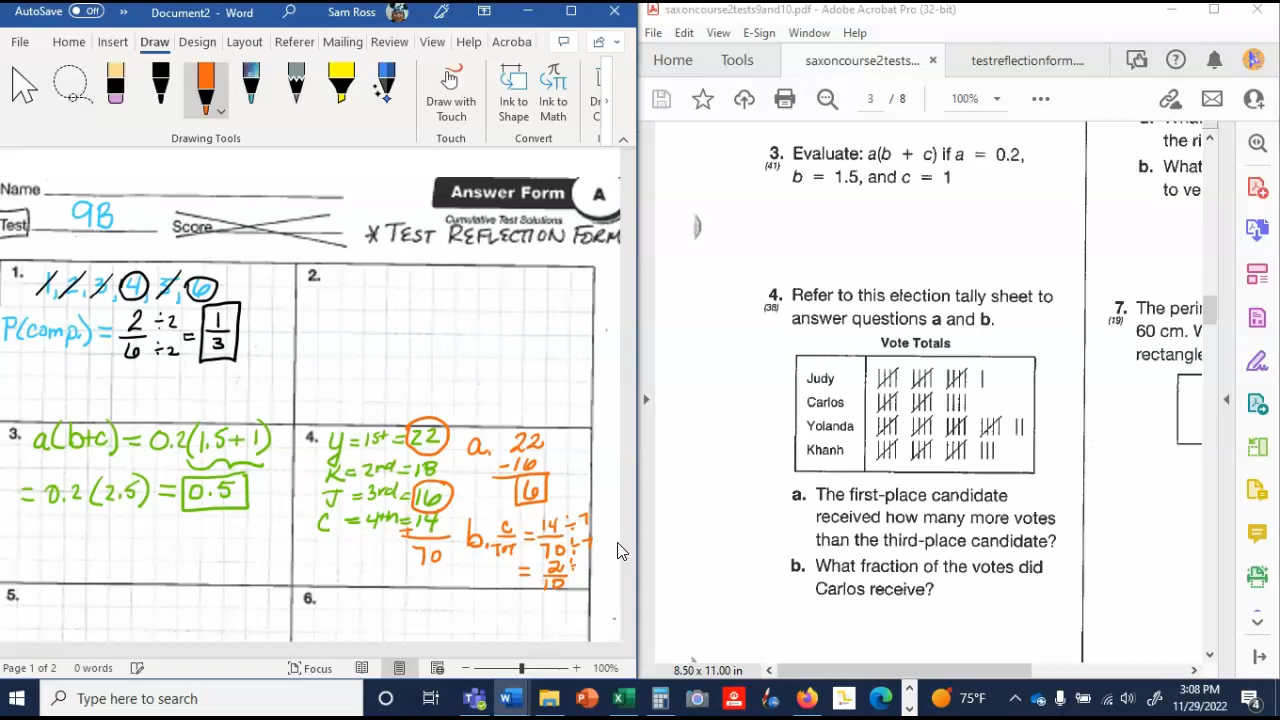 AutoSave Off Document2 Sam Ross
File Home Insert Draw Design Layout Referer Mailing Review View Help Acroba
Draw with Touch
Ink to Shape
Ink to Math
Drawing Tools
Touch
Convert
Name
Answer Form A
Test 9B
Score
Cumulative Test Solutions
* TEST REFLECTION FORM
1.
1, 2, 3, 4, 5, 6
P(comp.) = 2/6 ÷2/÷2 = 1/3
2.
3. a(b+c) = 0.2(1.5+1)
= 0.2(2.5) = 0.5
4. Y = 1st = 22
K = 2nd = 18
J = 3rd = 16
C = 4th = 14
+
70
a. 22
-16
6
b. C/TOT = 14/70 ÷7/÷7
= 2/10 ÷
5.
6.
Page 1 of 2 0 words Focus 100%
saxoncourse2tests9and10.pdf - Adobe Acrobat Pro (32-bit)
File Edit View E-Sign Window Help
Home Tools saxoncourse2tests... × testreflectionform....
3 / 8 100%
3. Evaluate: a(b + c) if a = 0.2,
(41) b = 1.5, and c = 1
4. Refer to this election tally sheet to
(38) answer questions a and b.
Vote Totals
Judy
Carlos
Yolanda
Khanh
a. The first-place candidate
received how many more votes
than the third-place candidate?
b. What fraction of the votes did
Carlos receive?
the ri
b. What
to ve
7. The perir
(19) 60 cm. W
rectangle
8.50 x 11.00 in
Type here to search
75°F
3:08 PM
11/29/2022
4